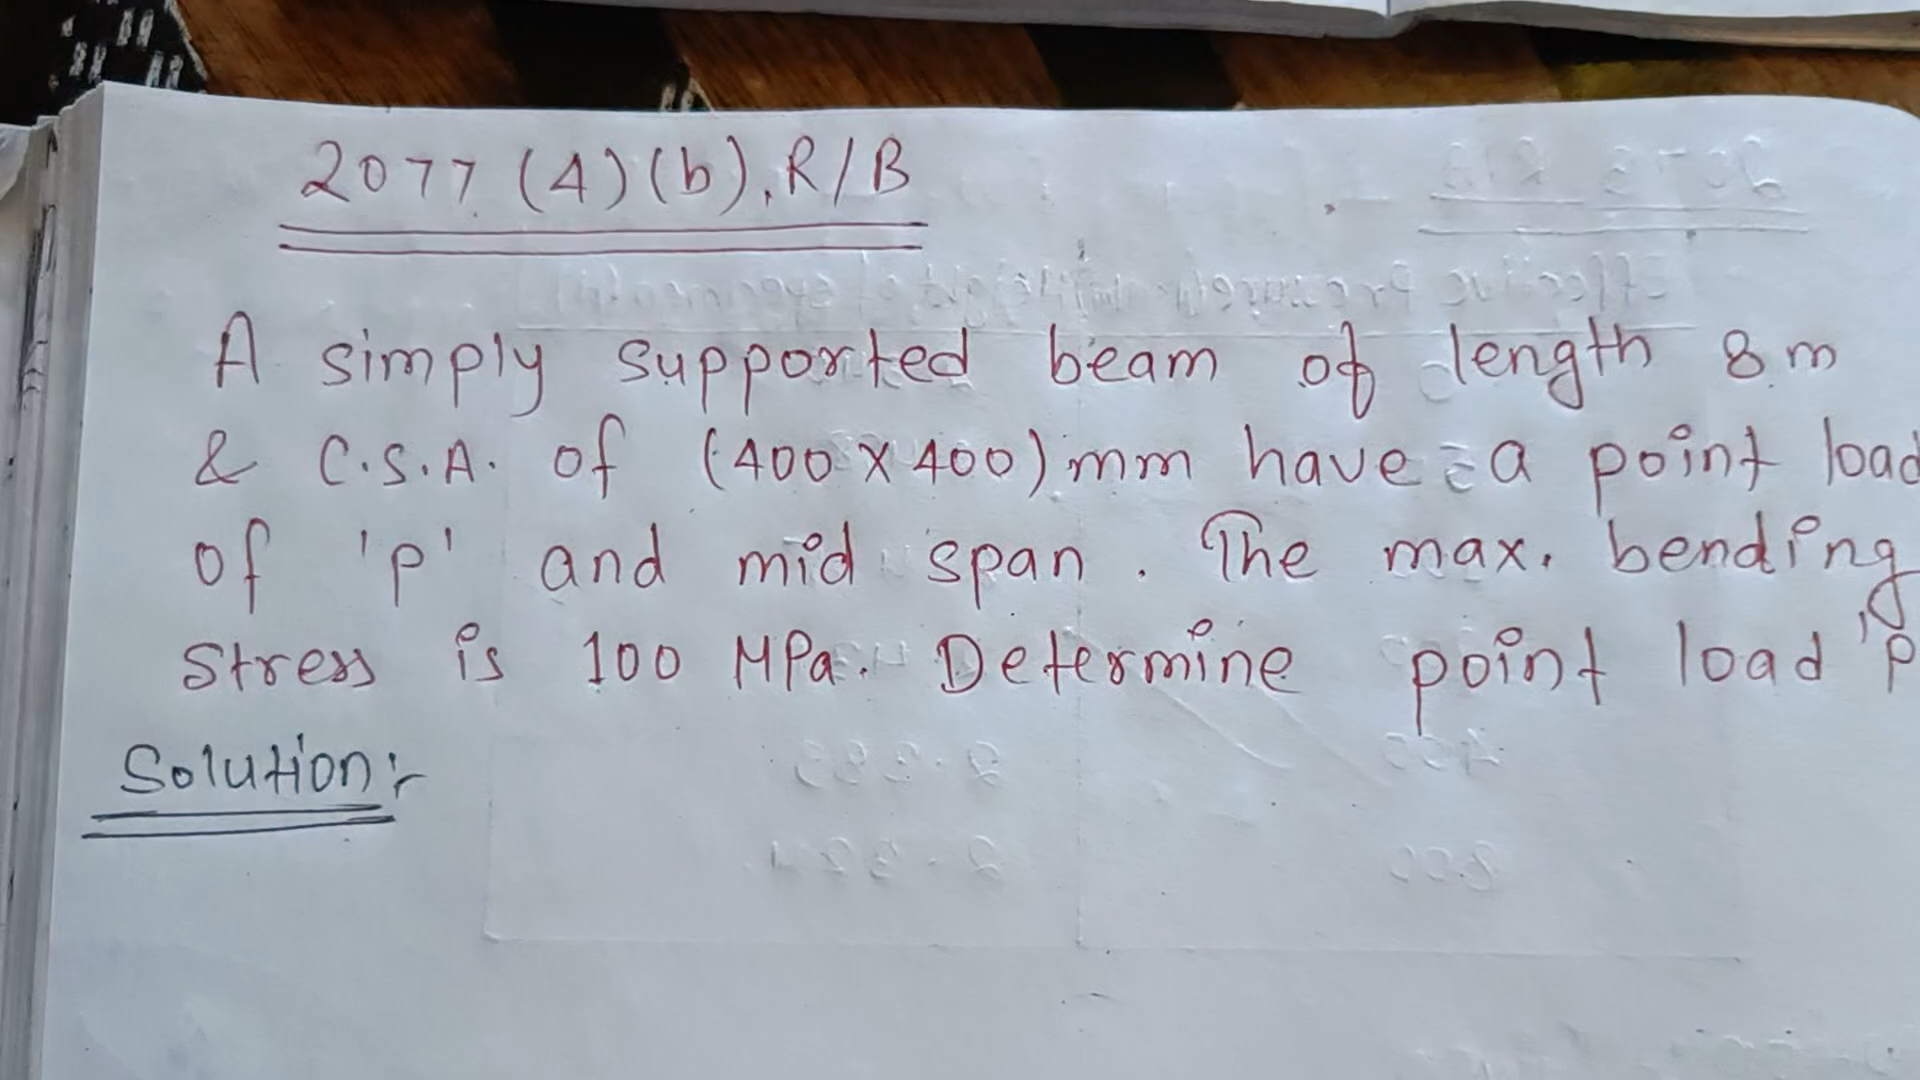 2077 (4)(b), R/B
A simply supported beam of length 8 m
& C.S.A. of (400 x 400) mm have a point load
of 'p' and mid span. The max. bending
stress is 100 MPa. Determine point load 'p
Solution:-